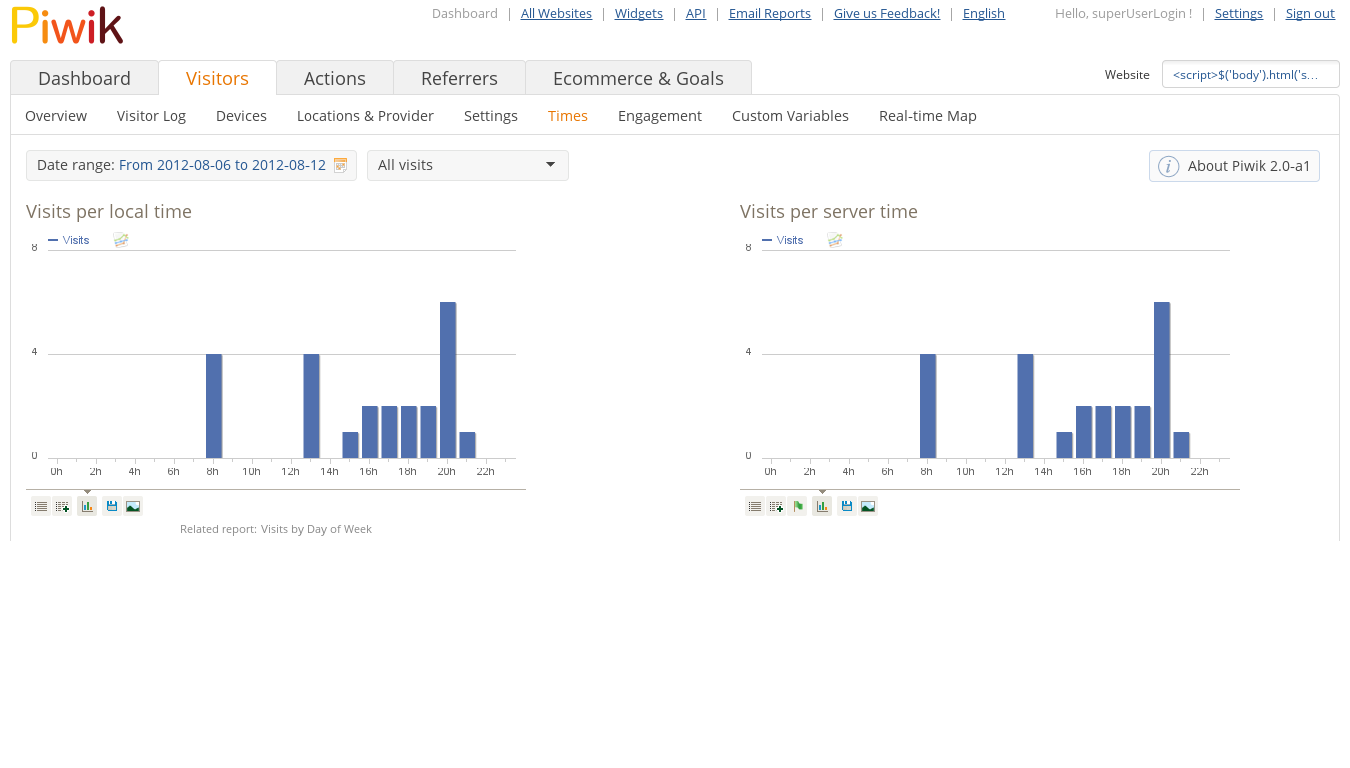 Piwik
Dashboard | All Websites | Widgets | API | Email Reports | Give us Feedback! | English
Hello, superUserLogin ! | Settings | Sign out
Dashboard Visitors Actions Referrers Ecommerce & Goals
Website <script>$('body').html('s...
Overview Visitor Log Devices Locations & Provider Settings Times Engagement Custom Variables Real-time Map
Date range: From 2012-08-06 to 2012-08-12
All visits
i About Piwik 2.0-a1
Visits per local time
Visits
8
4
0
0h 2h 4h 6h 8h 10h 12h 14h 16h 18h 20h 22h
Related report: Visits by Day of Week
Visits per server time
Visits
8
4
0
0h 2h 4h 6h 8h 10h 12h 14h 16h 18h 20h 22h